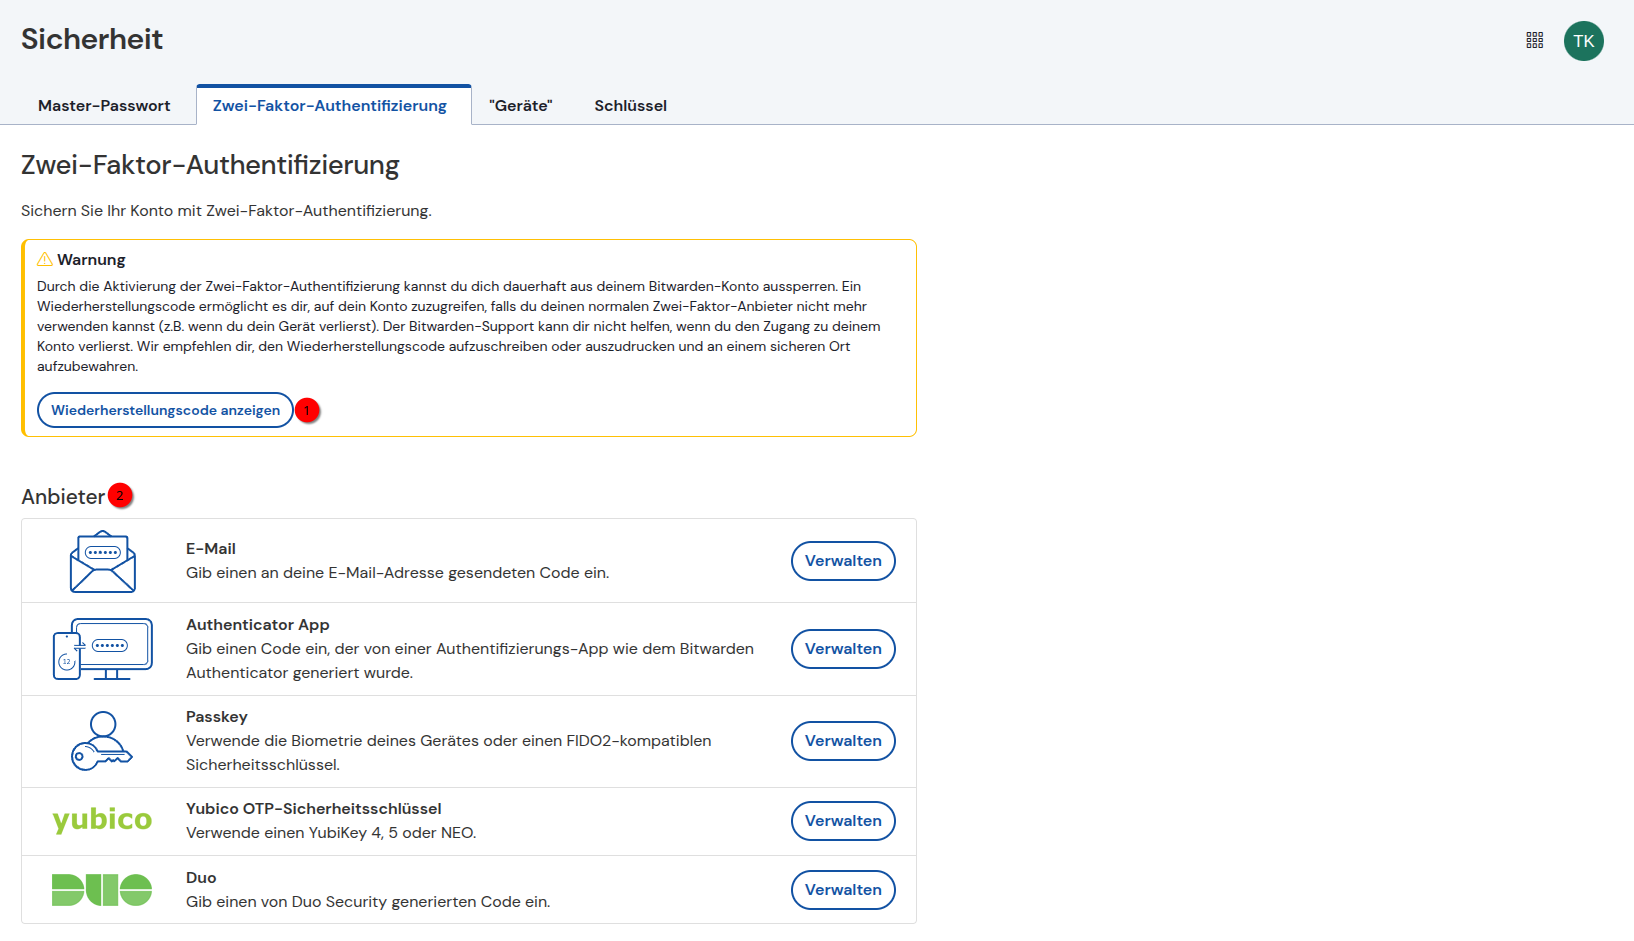 Sicherheit
TK
Master-Passwort
Zwei-Faktor-Authentifizierung
"Geräte"
Schlüssel
Zwei-Faktor-Authentifizierung
Sichern Sie Ihr Konto mit Zwei-Faktor-Authentifizierung.
Warnung
Durch die Aktivierung der Zwei-Faktor-Authentifizierung kannst du dich dauerhaft aus deinem Bitwarden-Konto aussperren. Ein
Wiederherstellungscode ermöglicht es dir, auf dein Konto zuzugreifen, falls du deinen normalen Zwei-Faktor-Anbieter nicht mehr
verwenden kannst (z.B. wenn du dein Gerät verlierst). Der Bitwarden-Support kann dir nicht helfen, wenn du den Zugang zu deinem
Konto verlierst. Wir empfehlen dir, den Wiederherstellungscode aufzuschreiben oder auszudrucken und an einem sicheren Ort
aufzubewahren.
Wiederherstellungscode anzeigen
1
Anbieter
2
E-Mail
Gib einen an deine E-Mail-Adresse gesendeten Code ein.
Verwalten
12
Authenticator App
Gib einen Code ein, der von einer Authentifizierungs-App wie dem Bitwarden
Authenticator generiert wurde.
Verwalten
Passkey
Verwende die Biometrie deines Gerätes oder einen FIDO2-kompatiblen
Sicherheitsschlüssel.
Verwalten
yubico
Yubico OTP-Sicherheitsschlüssel
Verwende einen YubiKey 4, 5 oder NEO.
Verwalten
DUO
Duo
Gib einen von Duo Security generierten Code ein.
Verwalten